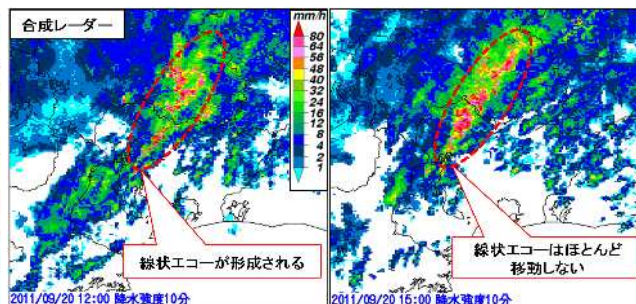 合成レーダー
mm/h
80
64
56
48
40
32
24
16
12
8
4
2
1
線状エコーが形成される
線状エコーはほとんど
移動しない
2011/09/20 12:00 降水強度10分
2011/09/20 15:00 降水強度10分